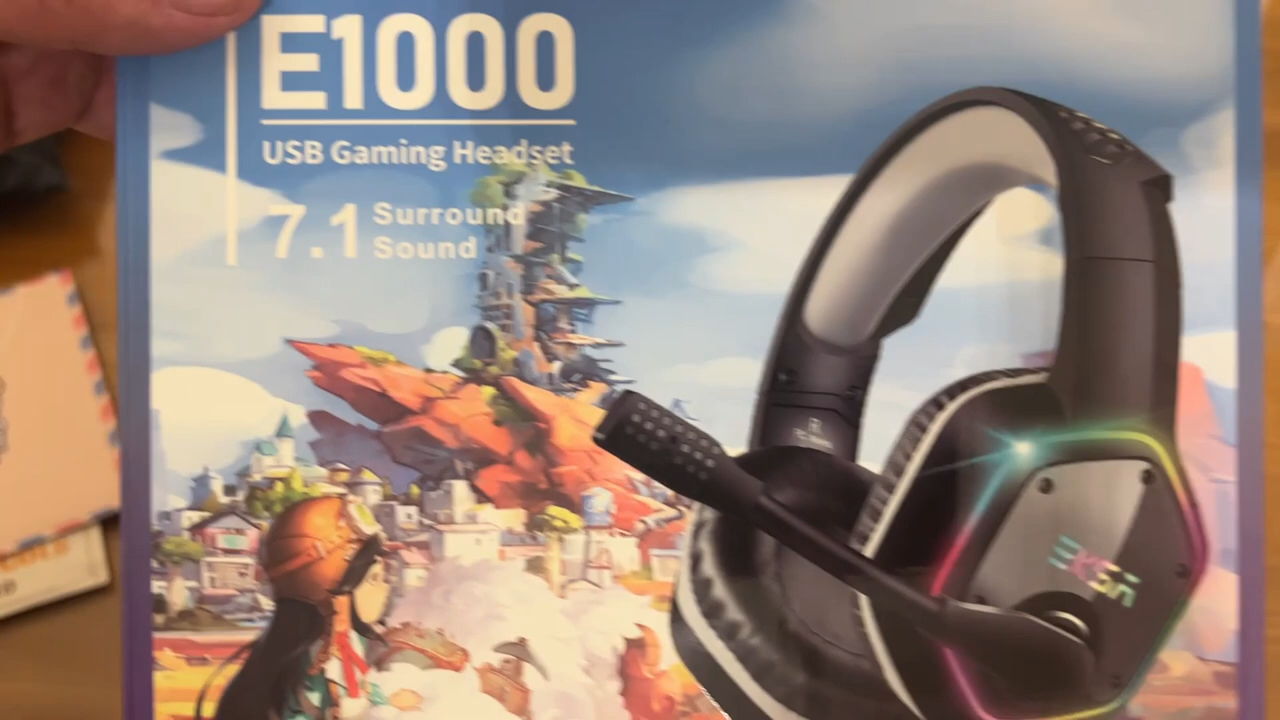 E1000
USB Gaming Headset
7.1 Surround
Sound
R
EKSA